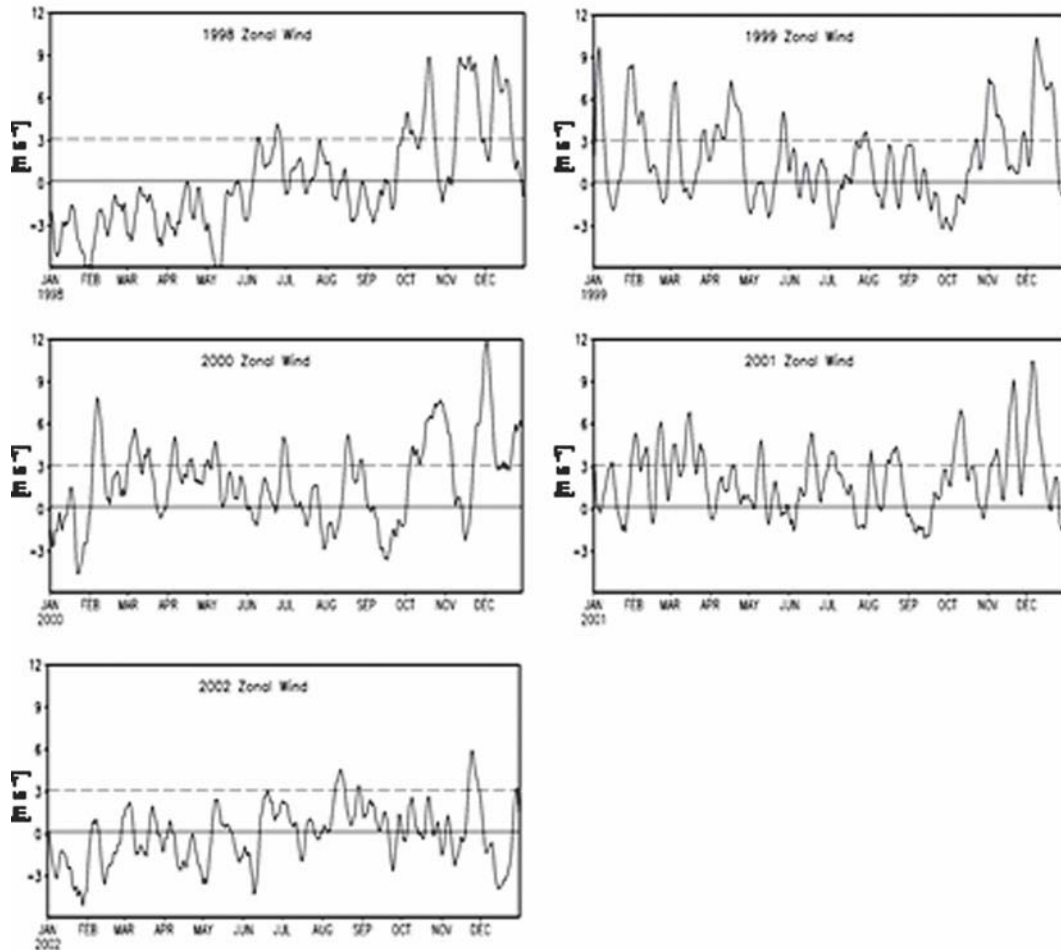 12
1998 Zonal Wind
9
6
3
0
-3
[m s⁻¹]
JAN FEB MAR APR MAY JUN JUL AUG SEP OCT NOV DEC
1998
12
1999 Zonal Wind
9
6
3
0
-3
[m s⁻¹]
JAN FEB MAR APR MAY JUN JUL AUG SEP OCT NOV DEC
1999
12
2000 Zonal Wind
9
6
3
0
-3
[m s⁻¹]
JAN FEB MAR APR MAY JUN JUL AUG SEP OCT NOV DEC
2000
12
2001 Zonal Wind
9
6
3
0
-3
[m s⁻¹]
JAN FEB MAR APR MAY JUN JUL AUG SEP OCT NOV DEC
2001
12
2002 Zonal Wind
9
6
3
0
-3
[m s⁻¹]
JAN FEB MAR APR MAY JUN JUL AUG SEP OCT NOV DEC
2002